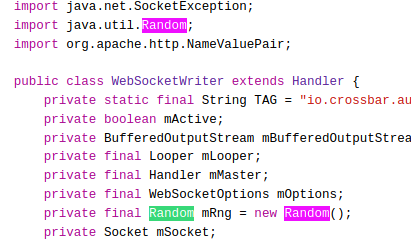 import java.net.SocketException;
import java.util.Random;
import org.apache.http.NameValuePair;
public class WebSocketWriter extends Handler {
private static final String TAG = "io.crossbar.au
private boolean mActive;
private BufferedOutputStream mBufferedOutputStrea
private final Looper mLooper;
private final Handler mMaster;
private final WebSocketOptions mOptions;
private final Random mRng = new Random();
private Socket mSocket;